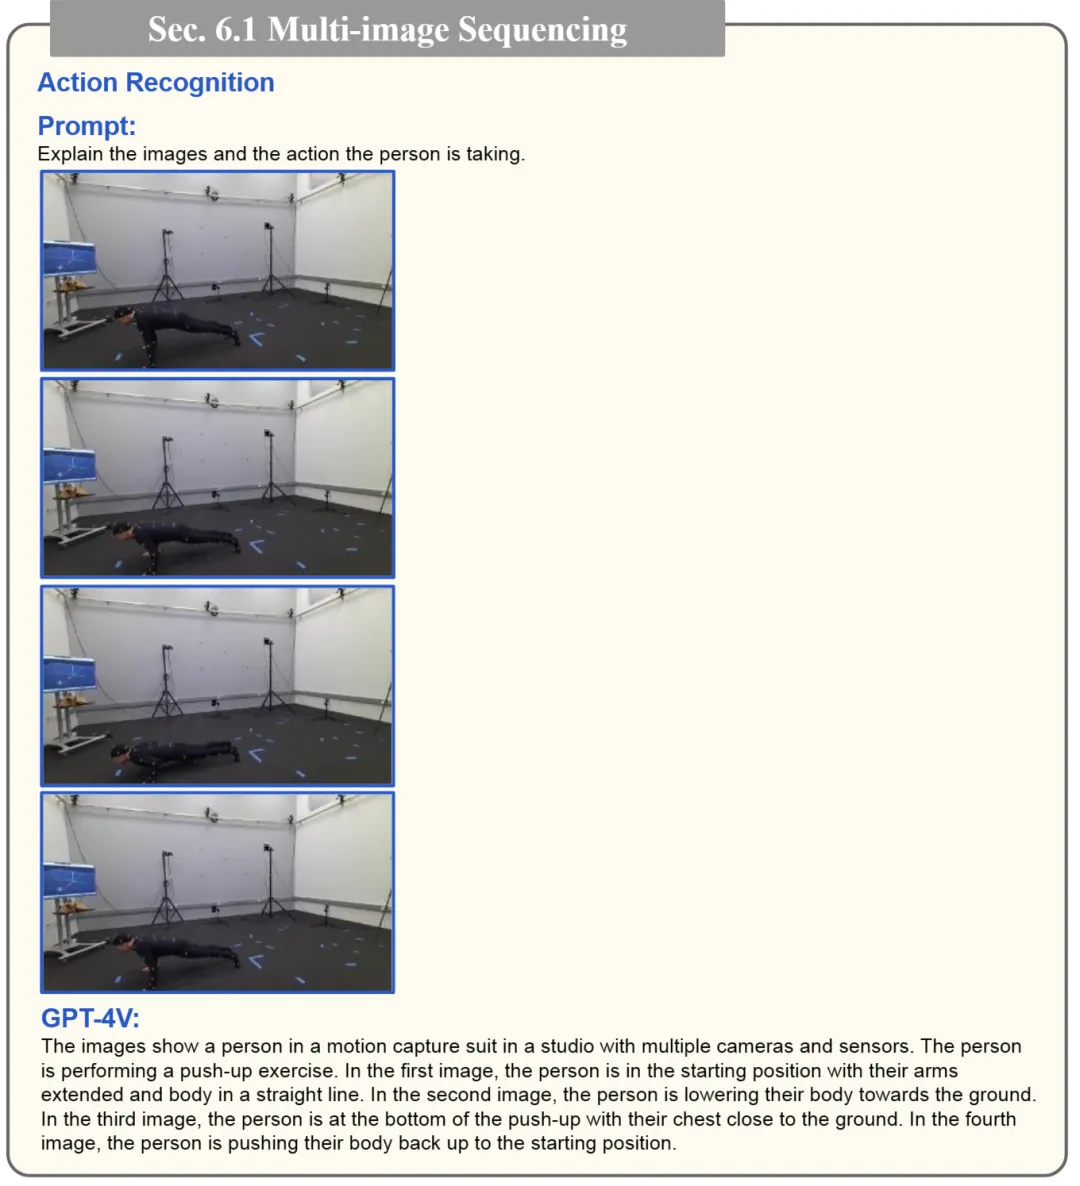 Sec. 6.1 Multi-image Sequencing
Action Recognition
Prompt:
Explain the images and the action the person is taking.
GPT-4V:
The images show a person in a motion capture suit in a studio with multiple cameras and sensors. The person
is performing a push-up exercise. In the first image, the person is in the starting position with their arms
extended and body in a straight line. In the second image, the person is lowering their body towards the ground.
In the third image, the person is at the bottom of the push-up with their chest close to the ground. In the fourth
image, the person is pushing their body back up to the starting position.